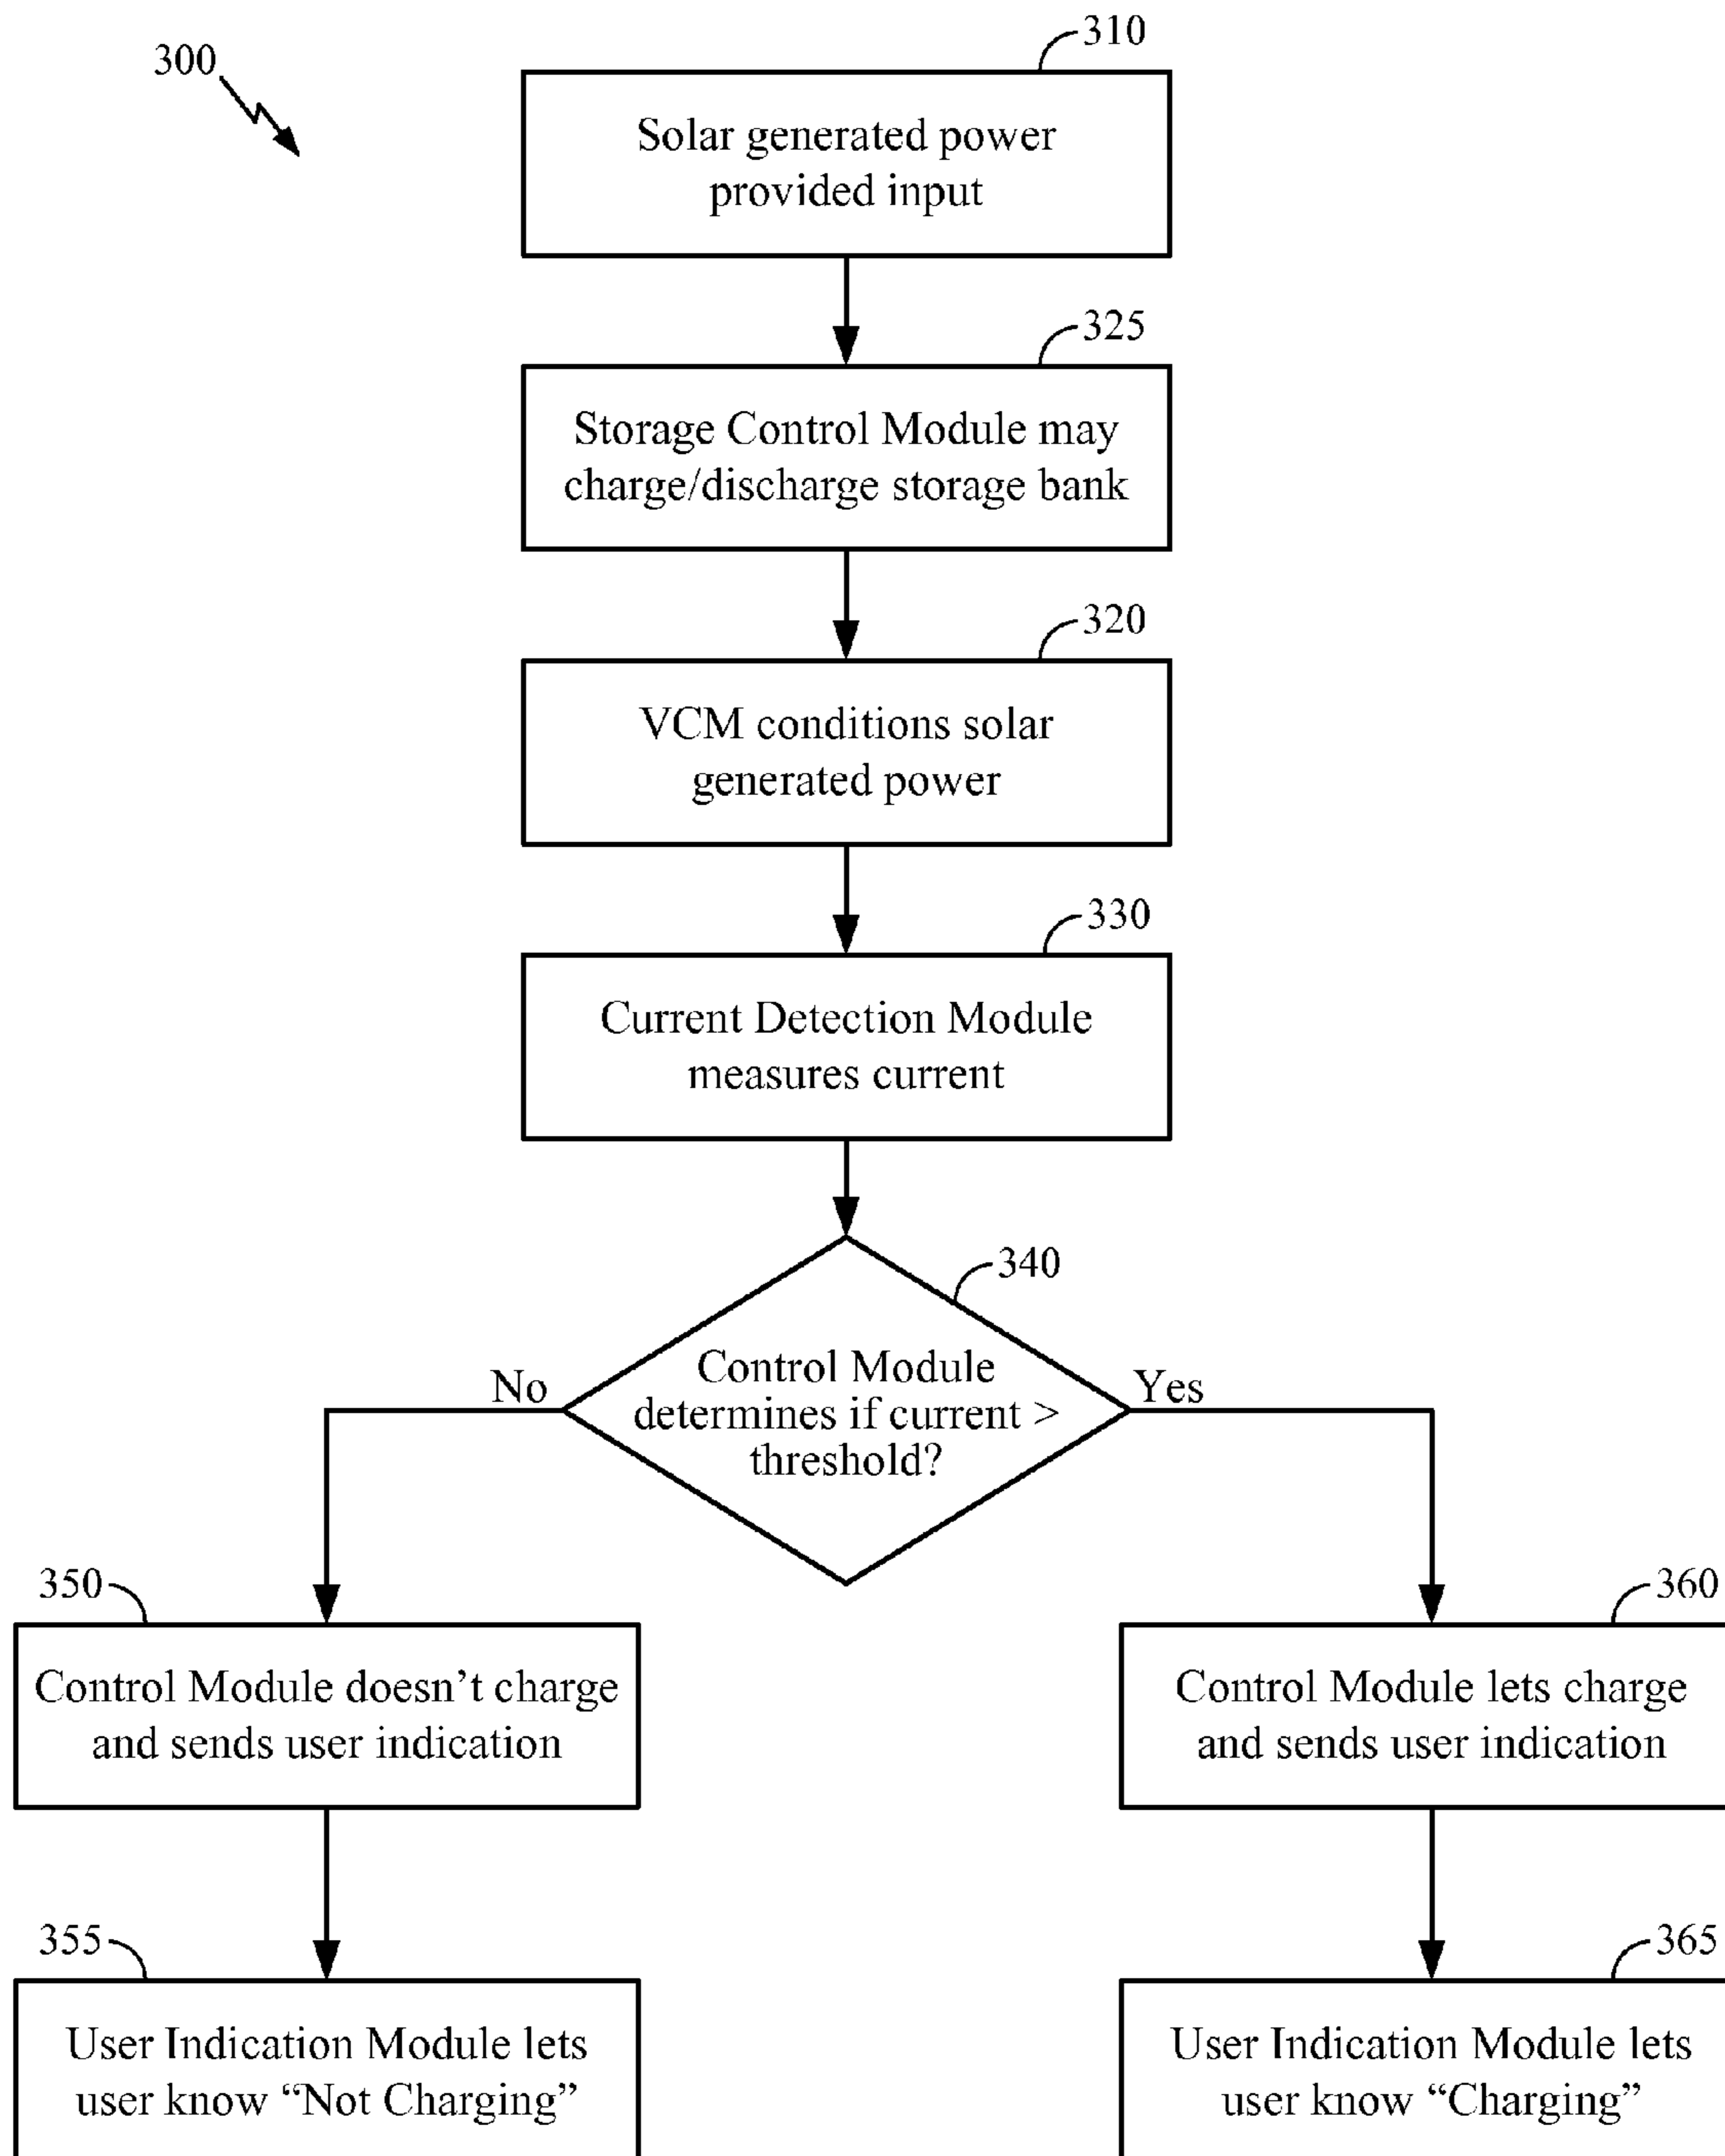 300
310
Solar generated power
provided input
325
Storage Control Module may
charge/discharge storage bank
320
VCM conditions solar
generated power
330
Current Detection Module
measures current
340
Control Module
determines if current >
threshold?
No
Yes
350
Control Module doesn’t charge
and sends user indication
360
Control Module lets charge
and sends user indication
355
User Indication Module lets
user know “Not Charging”
365
User Indication Module lets
user know “Charging”